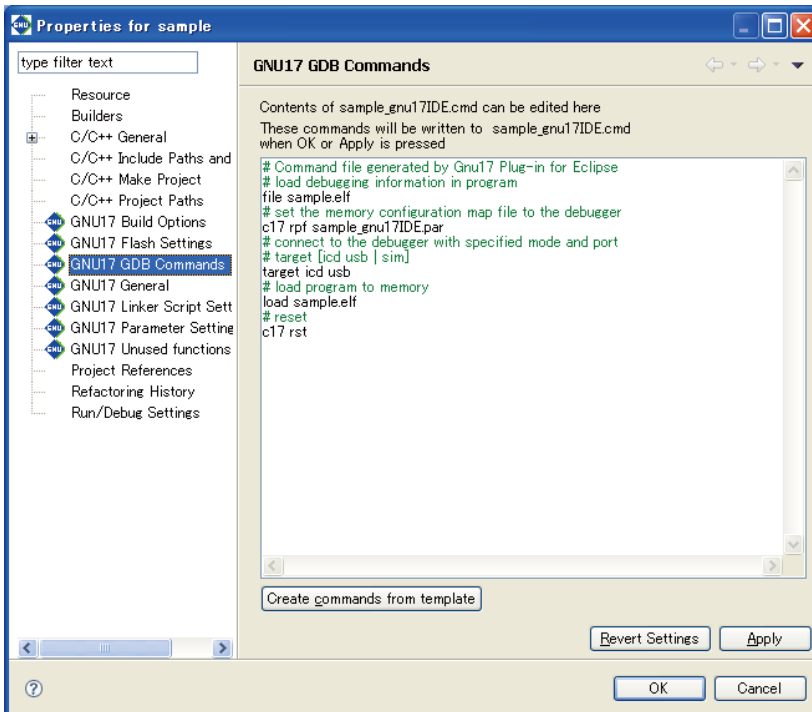 Properties for sample
type filter text
Resource
Builders
C/C++ General
C/C++ Include Paths and
C/C++ Make Project
C/C++ Project Paths
GNU17 Build Options
GNU17 Flash Settings
GNU17 GDB Commands
GNU17 General
GNU17 Linker Script Sett
GNU17 Parameter Setting
GNU17 Unused functions
Project References
Refactoring History
Run/Debug Settings
GNU17 GDB Commands
Contents of sample_gnu17IDE.cmd can be edited here
These commands will be written to sample_gnu17IDE.cmd
when OK or Apply is pressed
# Command file generated by Gnu17 Plug-in for Eclipse
# load debugging information in program
file sample.elf
# set the memory configuration map file to the debugger
c17 rpf sample_gnu17IDE.par
# connect to the debugger with specified mode and port
# target [icd usb | sim]
target icd usb
# load program to memory
load sample.elf
# reset
c17 rst
Create commands from template
Revert Settings
Apply
OK
Cancel